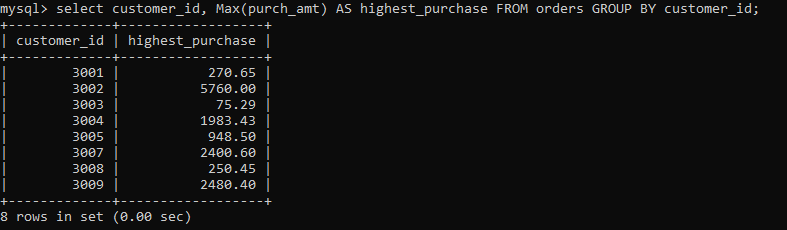 mysql> select customer_id, Max(purch_amt) AS highest_purchase FROM orders GROUP BY customer_id;
+-------------+------------------+
| customer_id | highest_purchase |
+-------------+------------------+
|        3001 |           270.65 |
|        3002 |          5760.00 |
|        3003 |            75.29 |
|        3004 |          1983.43 |
|        3005 |           948.50 |
|        3007 |          2400.60 |
|        3008 |           250.45 |
|        3009 |          2480.40 |
+-------------+------------------+
8 rows in set (0.00 sec)